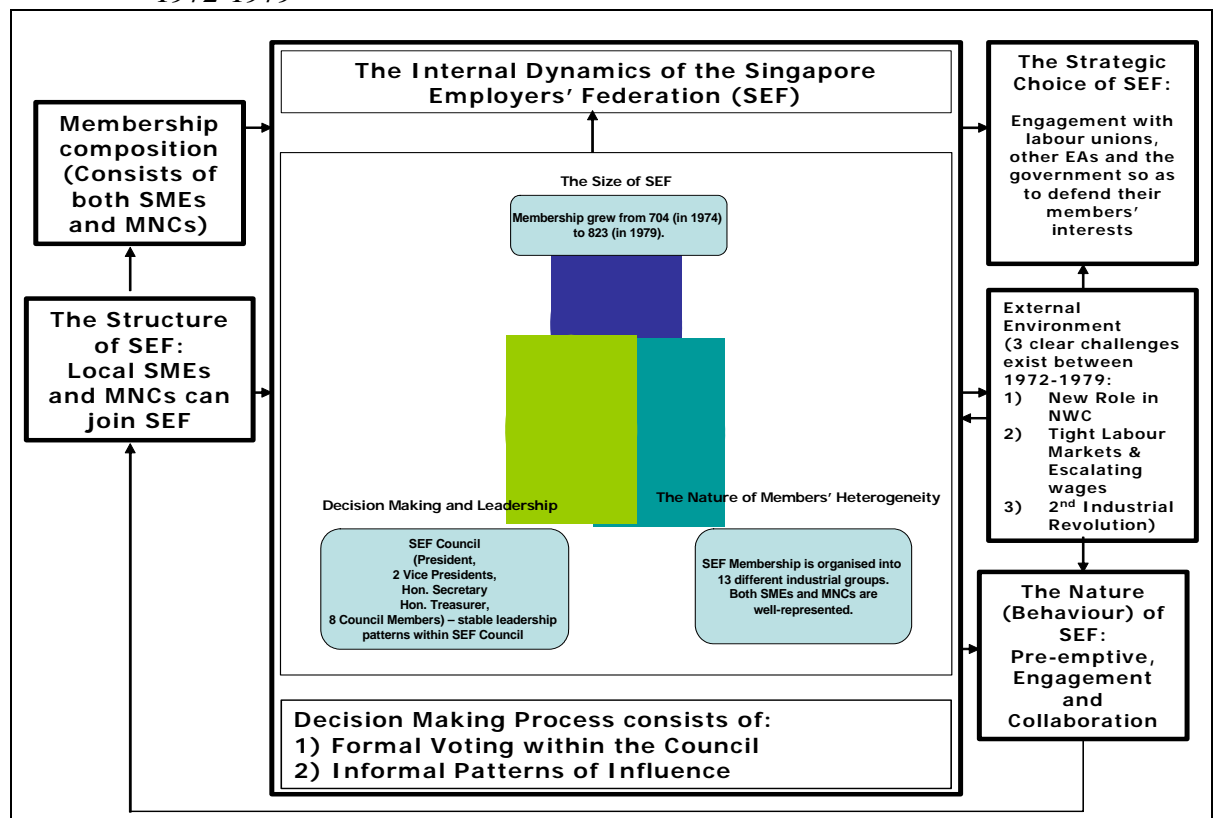 1972-1979
The Internal Dynamics of the Singapore
Employers' Federation (SEF)
Membership
composition
(Consists of
both SMEs
and MNCs)
The Structure
of SEF:
Local SMEs
and MNCs can
join SEF
The Size of SEF
Membership grew from 704 (in 1974)
to 823 (in 1979).
Decision Making and Leadership
SEF Council
(President,
2 Vice Presidents,
Hon. Secretary
Hon. Treasurer,
8 Council Members) – stable leadership
patterns within SEF Council
The Nature of Members' Heterogeneity
SEF Membership is organised into
13 different industrial groups.
Both SMEs and MNCs are
well-represented.
Decision Making Process consists of:
1) Formal Voting within the Council
2) Informal Patterns of Influence
The Strategic
Choice of SEF:
Engagement with
labour unions,
other EAs and the
government so as
to defend their
members'
interests
External
Environment
(3 clear challenges
exist between
1972-1979:
1) New Role in
NWC
2) Tight Labour
Markets &
Escalating
wages
3) 2nd Industrial
Revolution)
The Nature
(Behaviour) of
SEF:
Pre-emptive,
Engagement
and
Collaboration